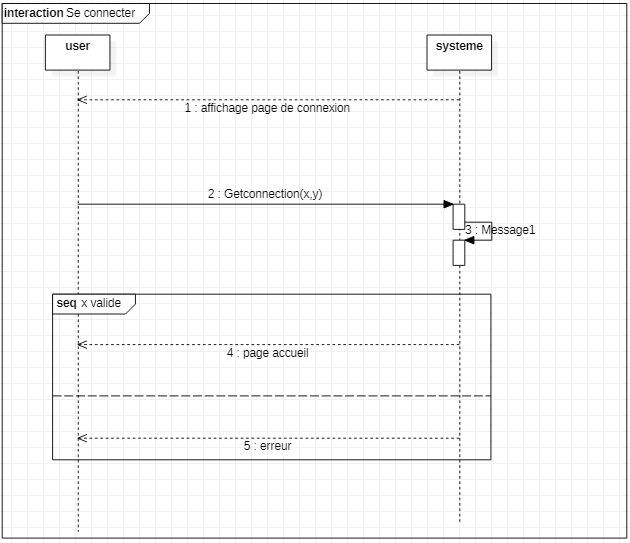 interaction Se connecter
user
systeme
1 : affichage page de connexion
2 : Getconnection(x,y)
3 : Message1
seq x valide
4 : page accueil
5 : erreur